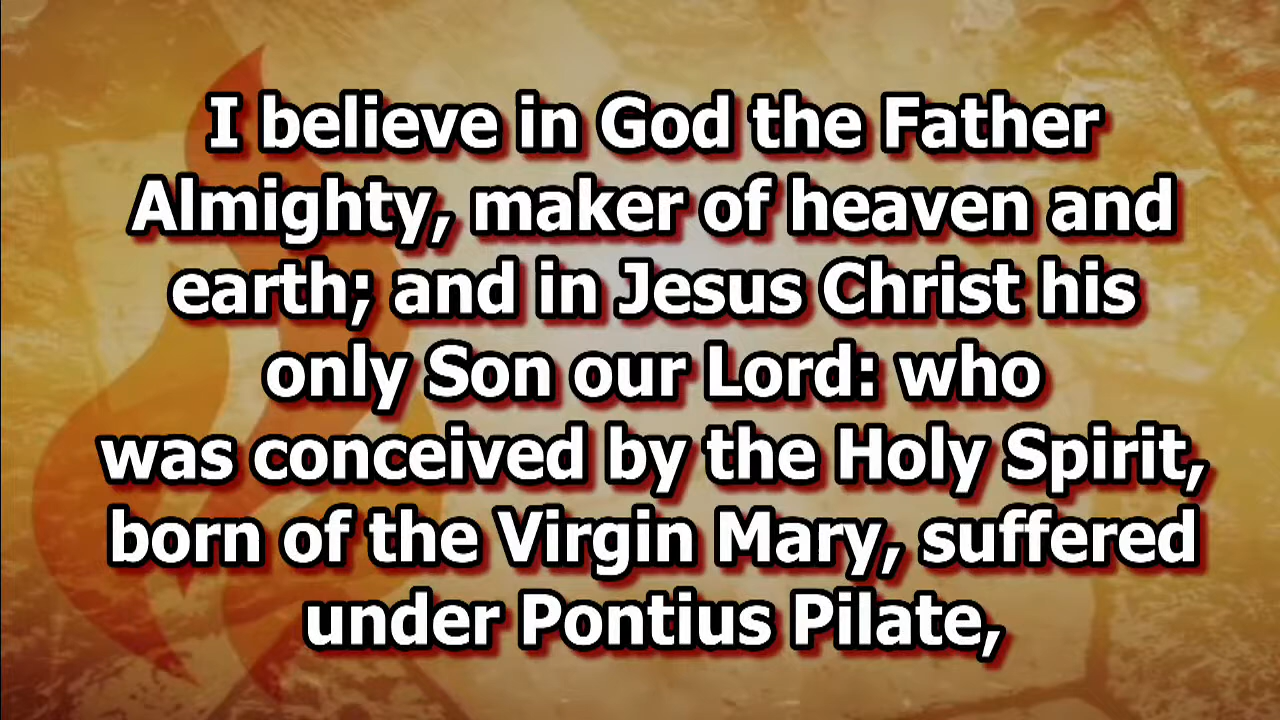 I believe in God the Father
Almighty, maker of heaven and
earth; and in Jesus Christ his
only Son our Lord: who
was conceived by the Holy Spirit,
born of the Virgin Mary, suffered
under Pontius Pilate,